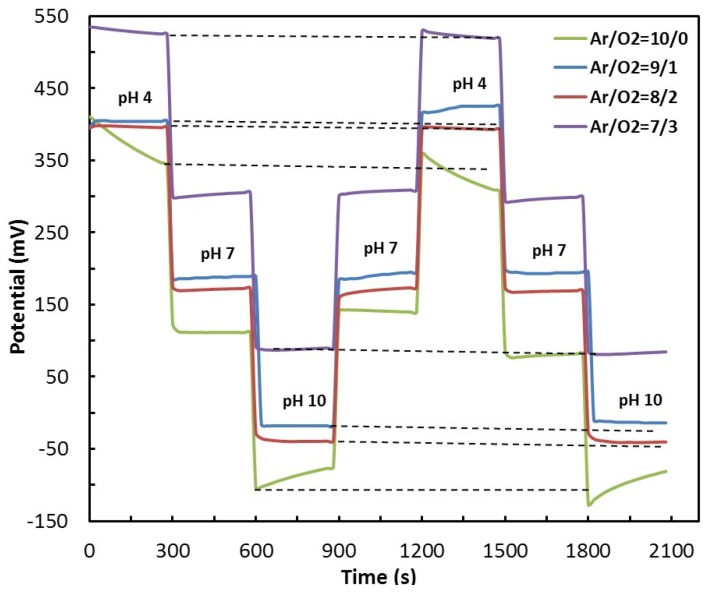 550
450
350
250
150
50
-50
-150
Potential (mV)
pH 4
pH 7
pH 10
pH 7
pH 4
pH 7
pH 10
Ar/O2=10/0
Ar/O2=9/1
Ar/O2=8/2
Ar/O2=7/3
0 300 600 900 1200 1500 1800 2100
Time (s)